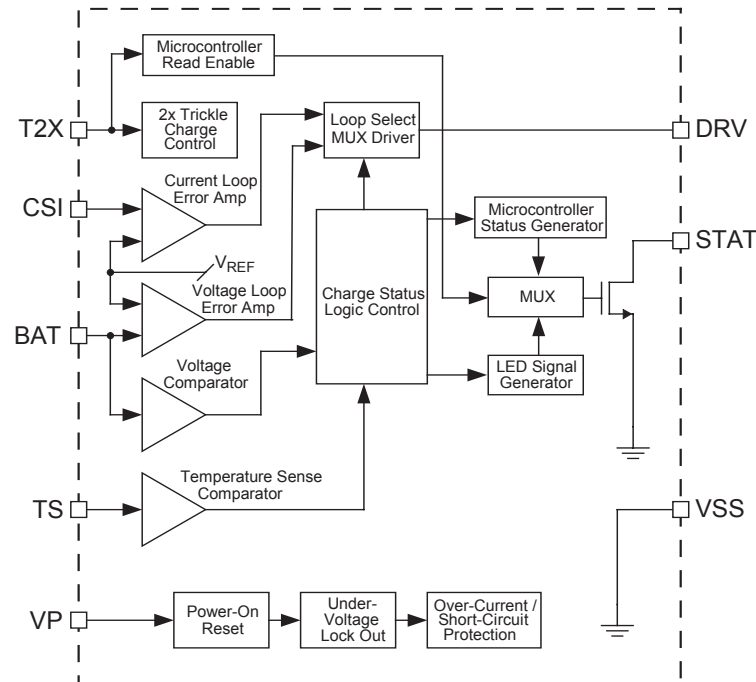 Microcontroller
Read Enable
T2X
2x Trickle
Charge
Control
Loop Select
MUX Driver
DRV
CSI
Current Loop
Error Amp
Microcontroller
Status Generator
STAT
VREF
Voltage Loop
Error Amp
Charge Status
Logic Control
MUX
BAT
Voltage
Comparator
LED Signal
Generator
Temperature Sense
Comparator
TS
VSS
VP
Power-On
Reset
Under-
Voltage
Lock Out
Over-Current /
Short-Circuit
Protection